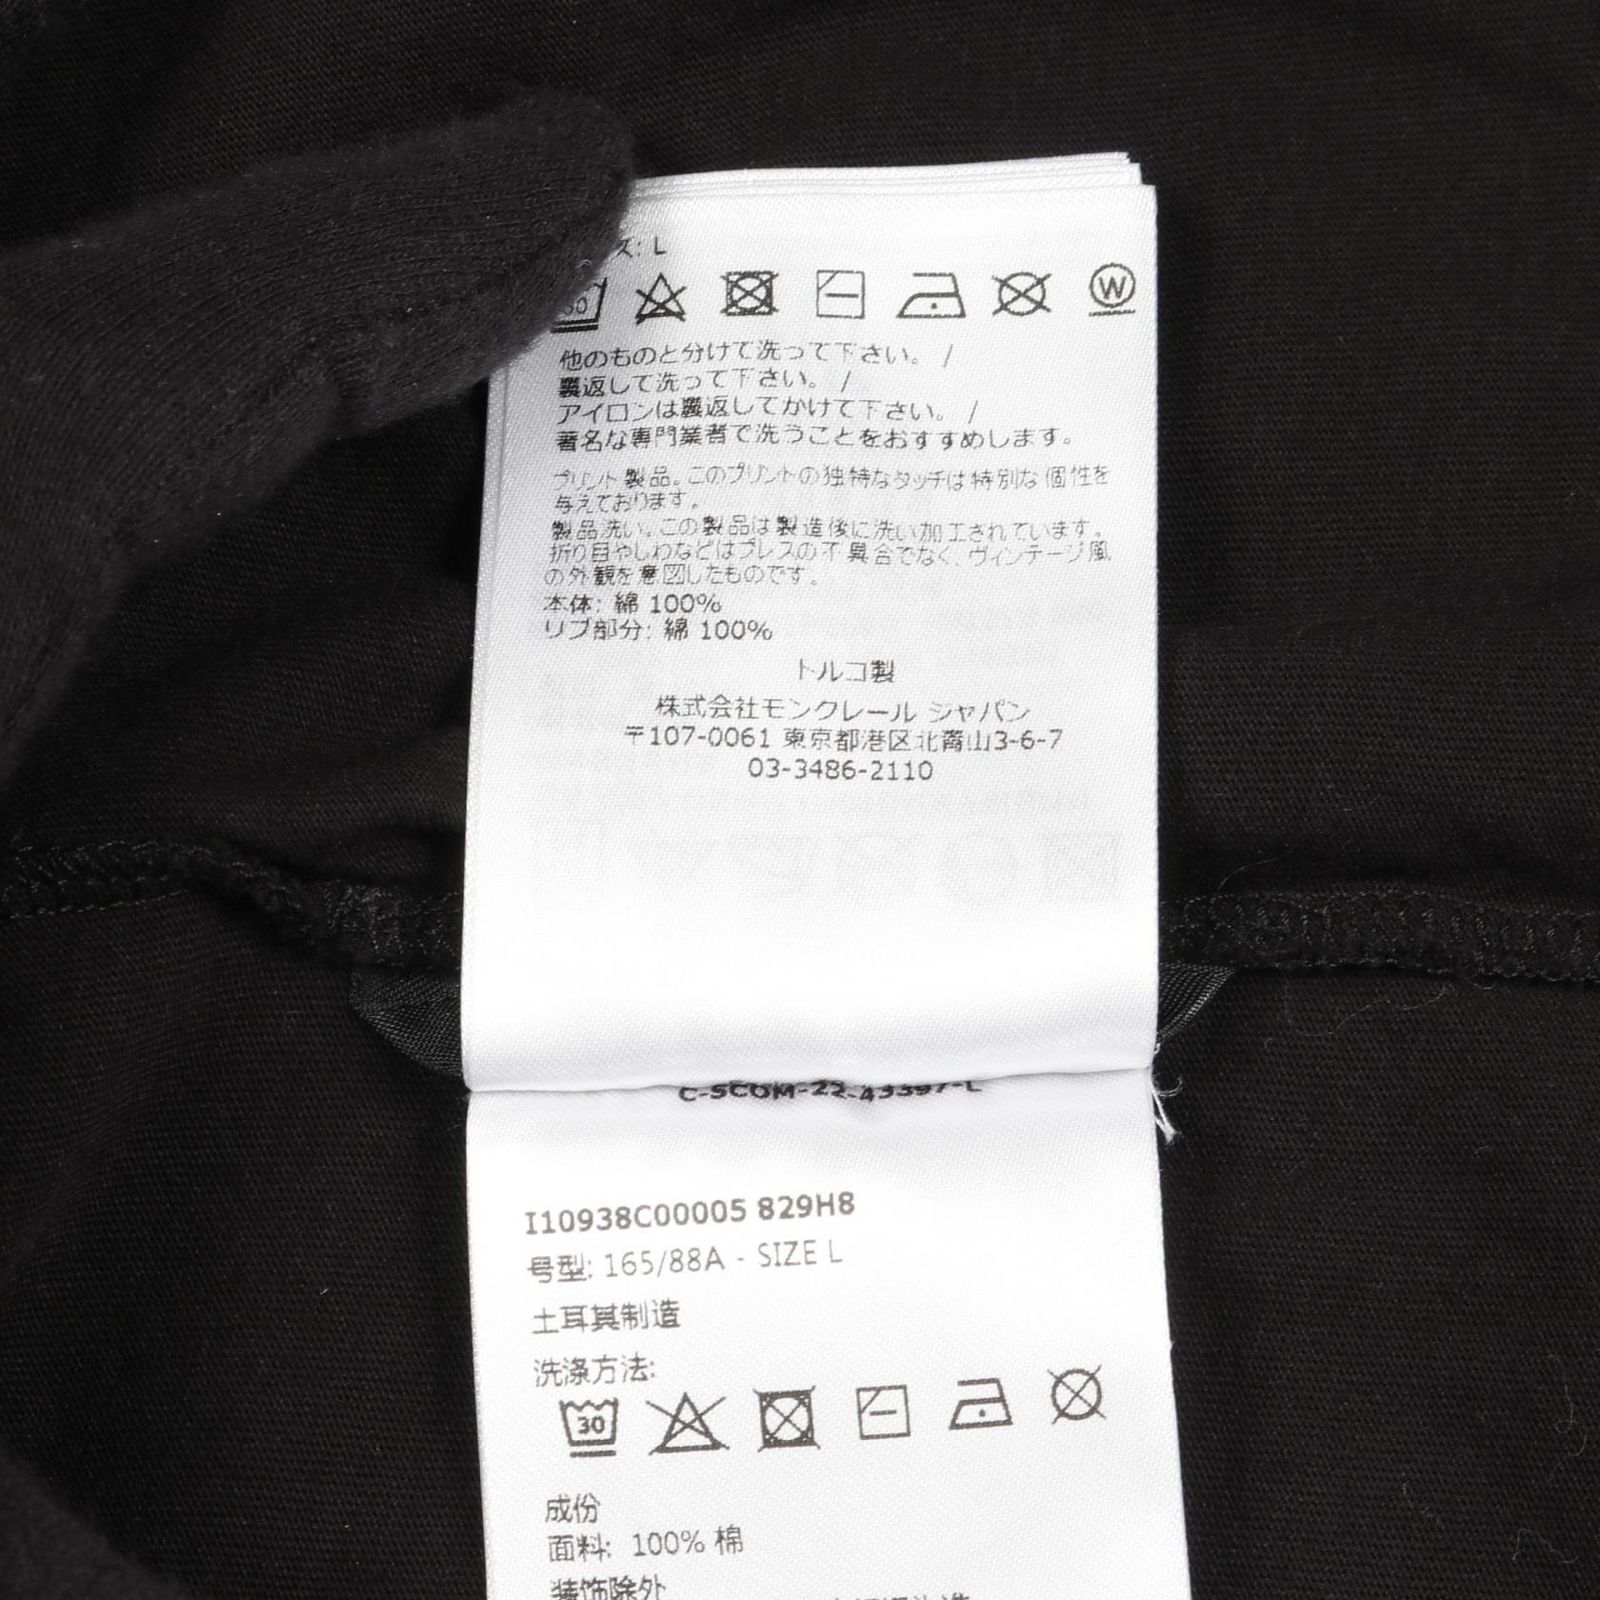 ズ: L
30
W
他のものと分けて洗って下さい。 /
裏返して洗って下さい。 /
アイロンは裏返してかけて下さい。 /
著名な専門業者で洗うことをおすすめします。
プリント製品。このプリントの独特なタッチは特別な個性を
与えております。
製品洗い。この製品は製造後に洗い加工されています。
折り目やしわなどはプレスの不具合でなく、ヴィンテージ風
の外観を意図したものです。
本体: 綿 100%
リブ部分: 綿 100%
トルコ製
株式会社モンクレール ジャパン
〒107-0061 東京都港区北青山3-6-7
03-3486-2110
C-SCOM-22-43397-L
I10938C00005 829H8
号型: 165/88A - SIZE L
土耳其制造
洗涤方法:
30
成份
面料: 100% 棉
装饰除外